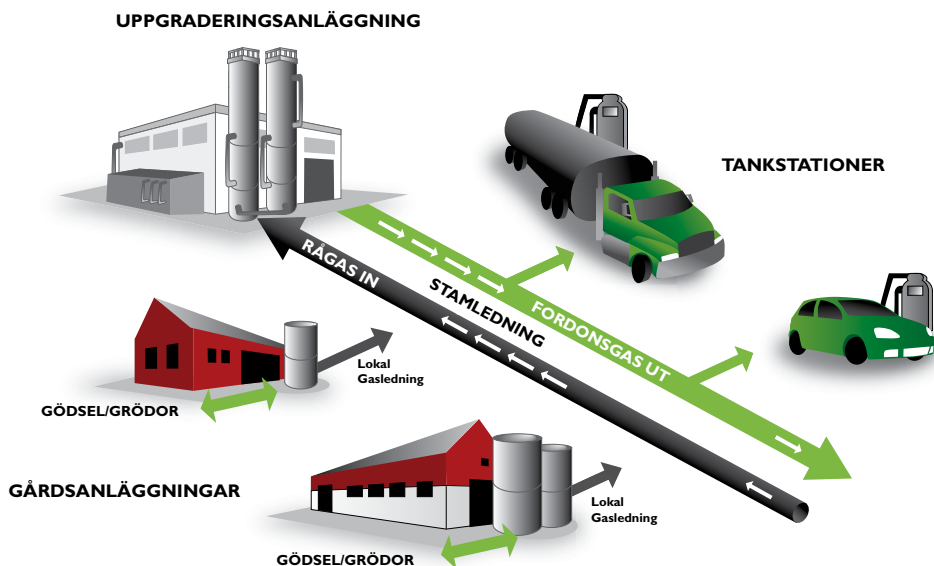 UPPGRADERINGSANLÄGGNING
TANKSTATIONER
RÅGAS IN
STAMLEDNING
FORDONSGAS UT
Lokal
Gasledning
GÖDSEL/GRÖDOR
GÅRDSANLÄGGNINGAR
Lokal
Gasledning
GÖDSEL/GRÖDOR